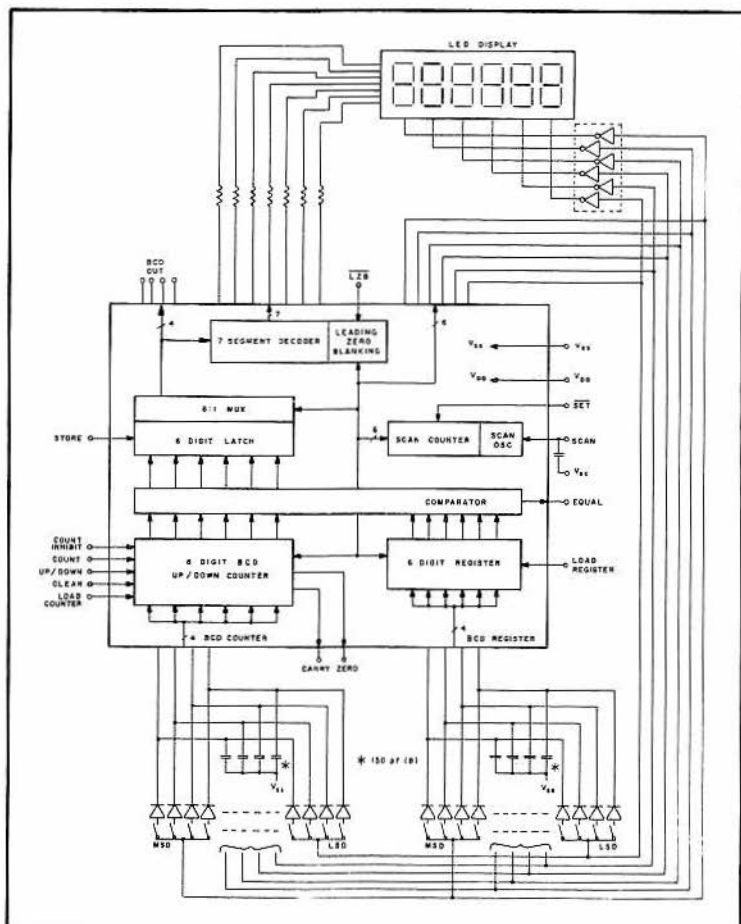 LED DISPLAY
BCD
OUT
LZB
4
7
6
7 SEGMENT DECODER
LEADING
ZERO
BLANKING
VSS
VSS
VDD
VDD
SET
6:1 MUX
6 DIGIT LATCH
STORE
6
SCAN COUNTER
SCAN
OSC
SCAN
VSS
COMPARATOR
EQUAL
COUNT
INHIBIT
COUNT
UP/DOWN
CLEAR
LOAD
COUNTER
6 DIGIT BCD
UP/DOWN COUNTER
6 DIGIT REGISTER
LOAD
REGISTER
4
BCD COUNTER
4
BCD REGISTER
CARRY ZERO
* 150 pf (8)
VSS
VSS
MSD
LSD
MSD
LSD